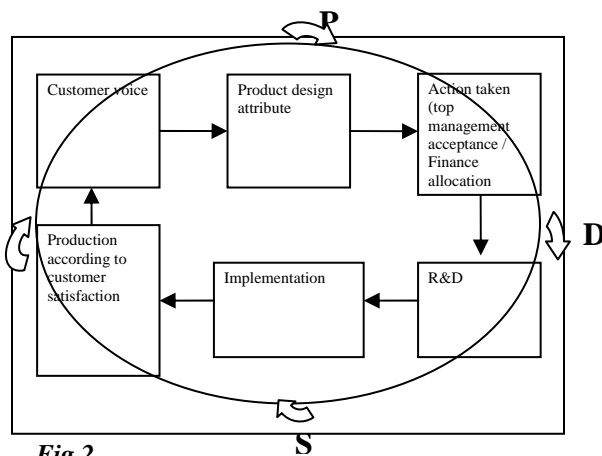 P
Customer voice
Product design
attribute
Action taken
(top
management
acceptance /
Finance
allocation
D
Production
according to
customer
satisfaction
Implementation
R&D
S
Fig 2